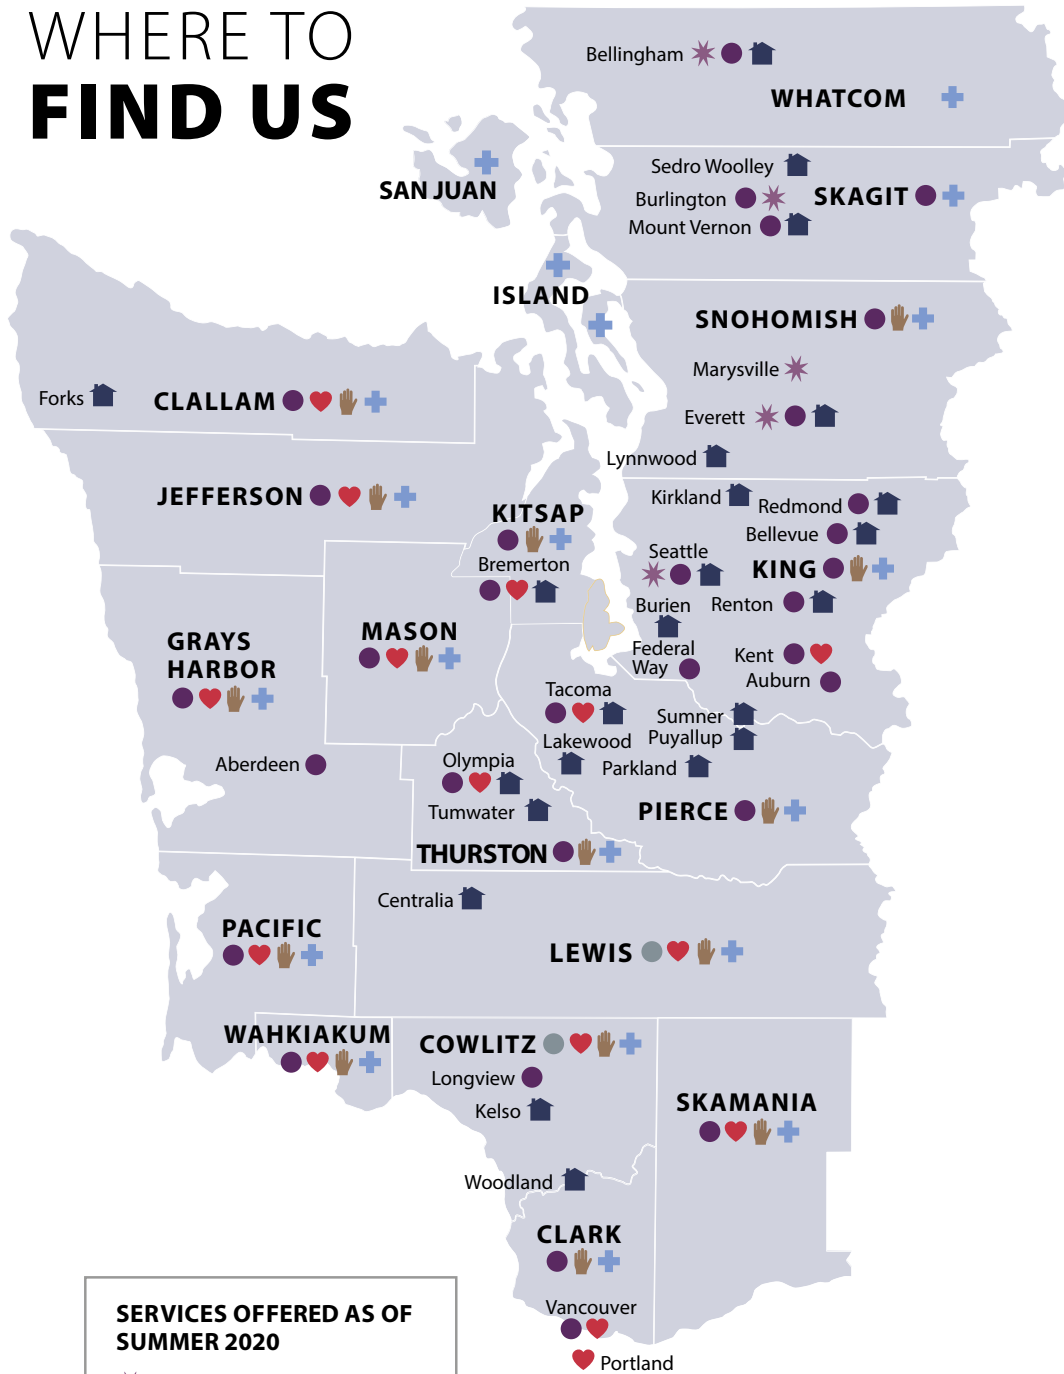 WHERE TO
FIND US
Bellingham
WHATCOM
SAN JUAN
Sedro Woolley
Burlington
SKAGIT
Mount Vernon
ISLAND
SNOHOMISH
Marysville
Everett
Lynnwood
Forks
CLALLAM
JEFFERSON
KITSAP
Bremerton
Kirkland
Redmond
Bellevue
Seattle
KING
Burien
Renton
Federal
Way
Kent
Auburn
GRAYS
HARBOR
MASON
Aberdeen
Tacoma
Sumner
Puyallup
Lakewood
Parkland
Olympia
Tumwater
PIERCE
THURSTON
Centralia
PACIFIC
LEWIS
WAHKIAKUM
COWLITZ
Longview
Kelso
SKAMANIA
Woodland
CLARK
Vancouver
Portland
SERVICES OFFERED AS OF
SUMMER 2020